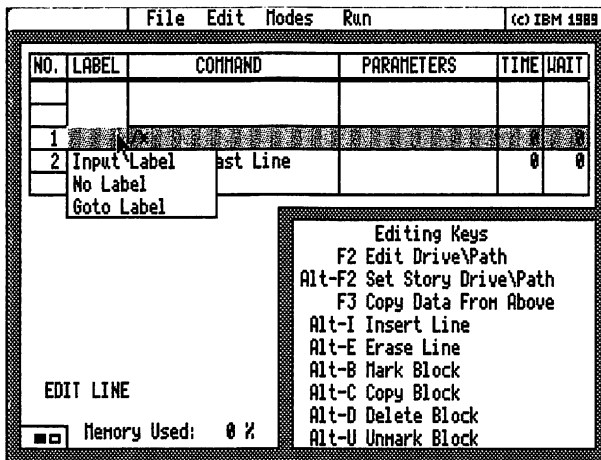 File Edit Modes Run (c) IBM 1989
NO. LABEL COMMAND PARAMETERS TIME WAIT
1 /* 0 0
2 ast Line 0 0
Input Label
No Label
Goto Label
Editing Keys
F2 Edit Drive\Path
Alt-F2 Set Story Drive\Path
F3 Copy Data From Above
Alt-I Insert Line
Alt-E Erase Line
Alt-B Mark Block
Alt-C Copy Block
Alt-D Delete Block
Alt-U Unmark Block
EDIT LINE
Memory Used: 0 %